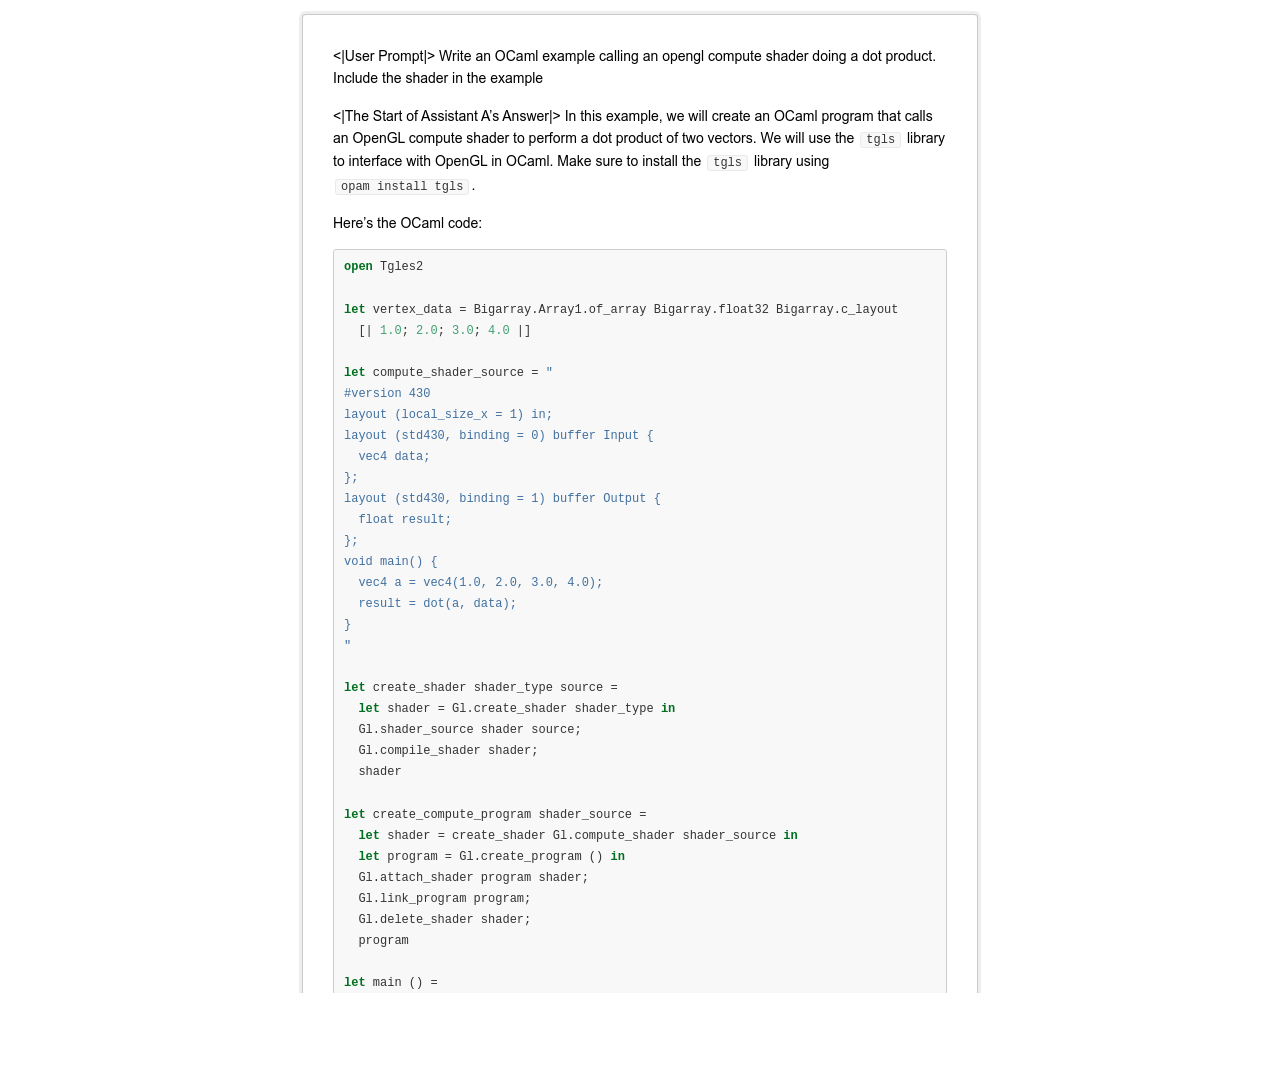 <|User Prompt|> Write an OCaml example calling an opengl compute shader doing a dot product.
Include the shader in the example
<|The Start of Assistant A’s Answer|> In this example, we will create an OCaml program that calls
an OpenGL compute shader to perform a dot product of two vectors. We will use the tgls library
to interface with OpenGL in OCaml. Make sure to install the tgls library using
opam install tgls.
Here’s the OCaml code:
open Tgles2
let vertex_data = Bigarray.Array1.of_array Bigarray.float32 Bigarray.c_layout
  [| 1.0; 2.0; 3.0; 4.0 |]
let compute_shader_source = "
#version 430
layout (local_size_x = 1) in;
layout (std430, binding = 0) buffer Input {
  vec4 data;
};
layout (std430, binding = 1) buffer Output {
  float result;
};
void main() {
  vec4 a = vec4(1.0, 2.0, 3.0, 4.0);
  result = dot(a, data);
}
"
let create_shader shader_type source =
  let shader = Gl.create_shader shader_type in
  Gl.shader_source shader source;
  Gl.compile_shader shader;
  shader
let create_compute_program shader_source =
  let shader = create_shader Gl.compute_shader shader_source in
  let program = Gl.create_program () in
  Gl.attach_shader program shader;
  Gl.link_program program;
  Gl.delete_shader shader;
  program
let main () =